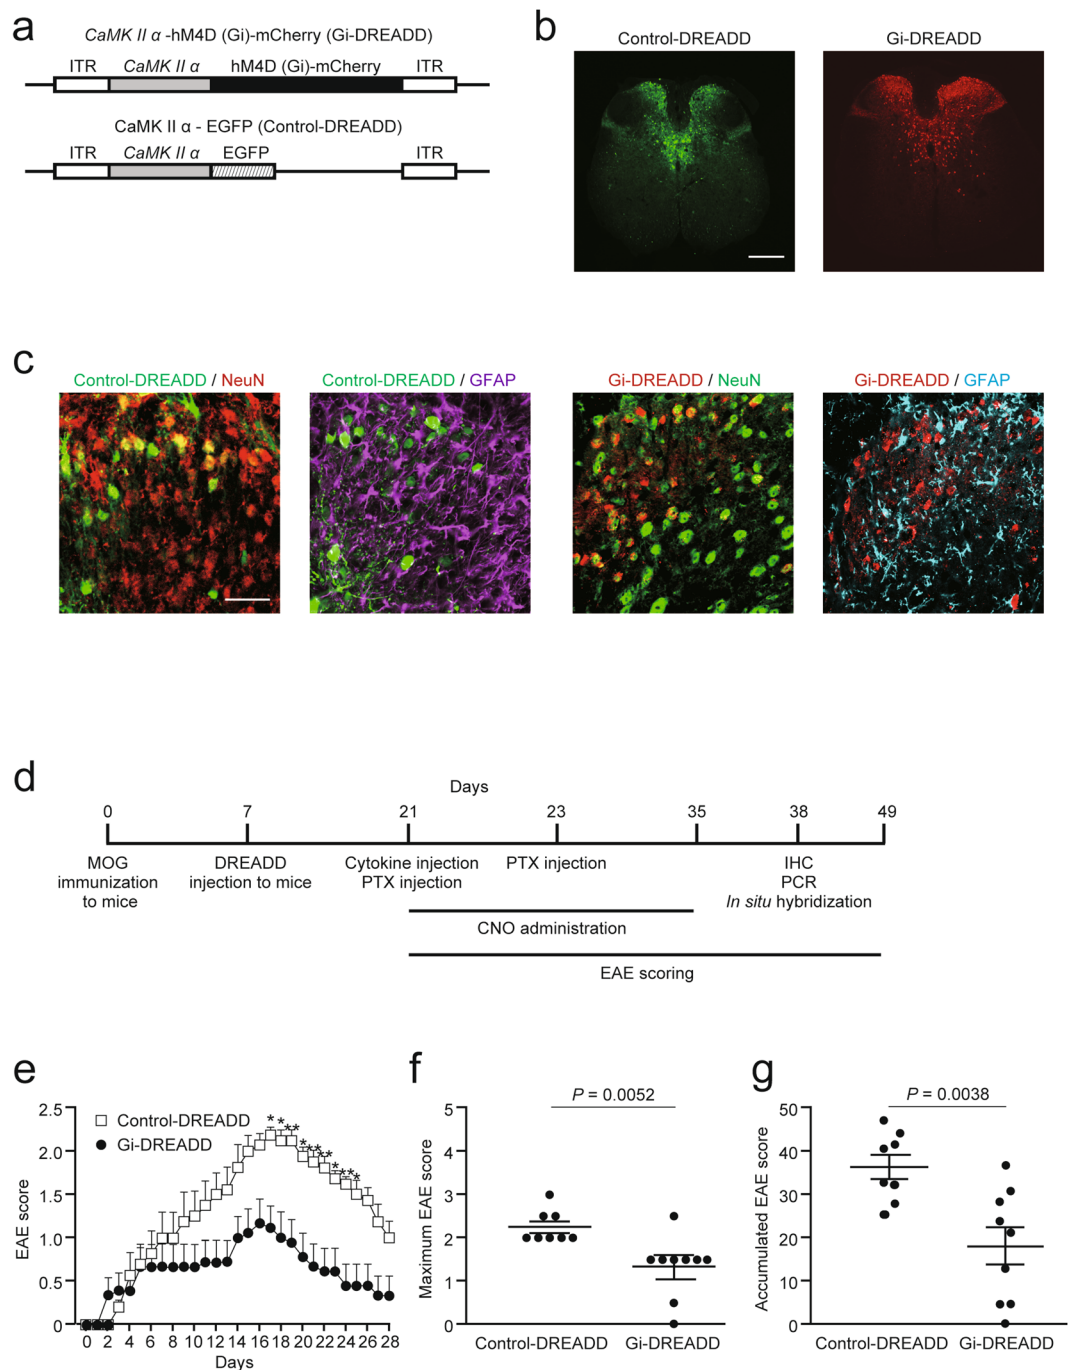 a
CaMK II α -hM4D (Gi)-mCherry (Gi-DREADD)
ITR CaMK II α hM4D (Gi)-mCherry ITR
CaMK II α - EGFP (Control-DREADD)
ITR CaMK II α EGFP ITR
b
Control-DREADD Gi-DREADD
c
Control-DREADD / NeuN Control-DREADD / GFAP Gi-DREADD / NeuN Gi-DREADD / GFAP
d
Days
0 7 21 23 35 38 49
MOG immunization to mice
DREADD injection to mice
Cytokine injection
PTX injection
PTX injection
IHC
PCR
In situ hybridization
CNO administration
EAE scoring
e
EAE score
2.5
2.0
1.5
1.0
0.5
0
Control-DREADD
Gi-DREADD
* * ** * ** ** * ***
0 2 4 6 8 10 12 14 16 18 20 22 24 26 28
Days
f
P = 0.0052
Maximum EAE score
5
4
3
2
1
0
Control-DREADD Gi-DREADD
g
P = 0.0038
Accumulated EAE score
50
40
30
20
10
0
Control-DREADD Gi-DREADD